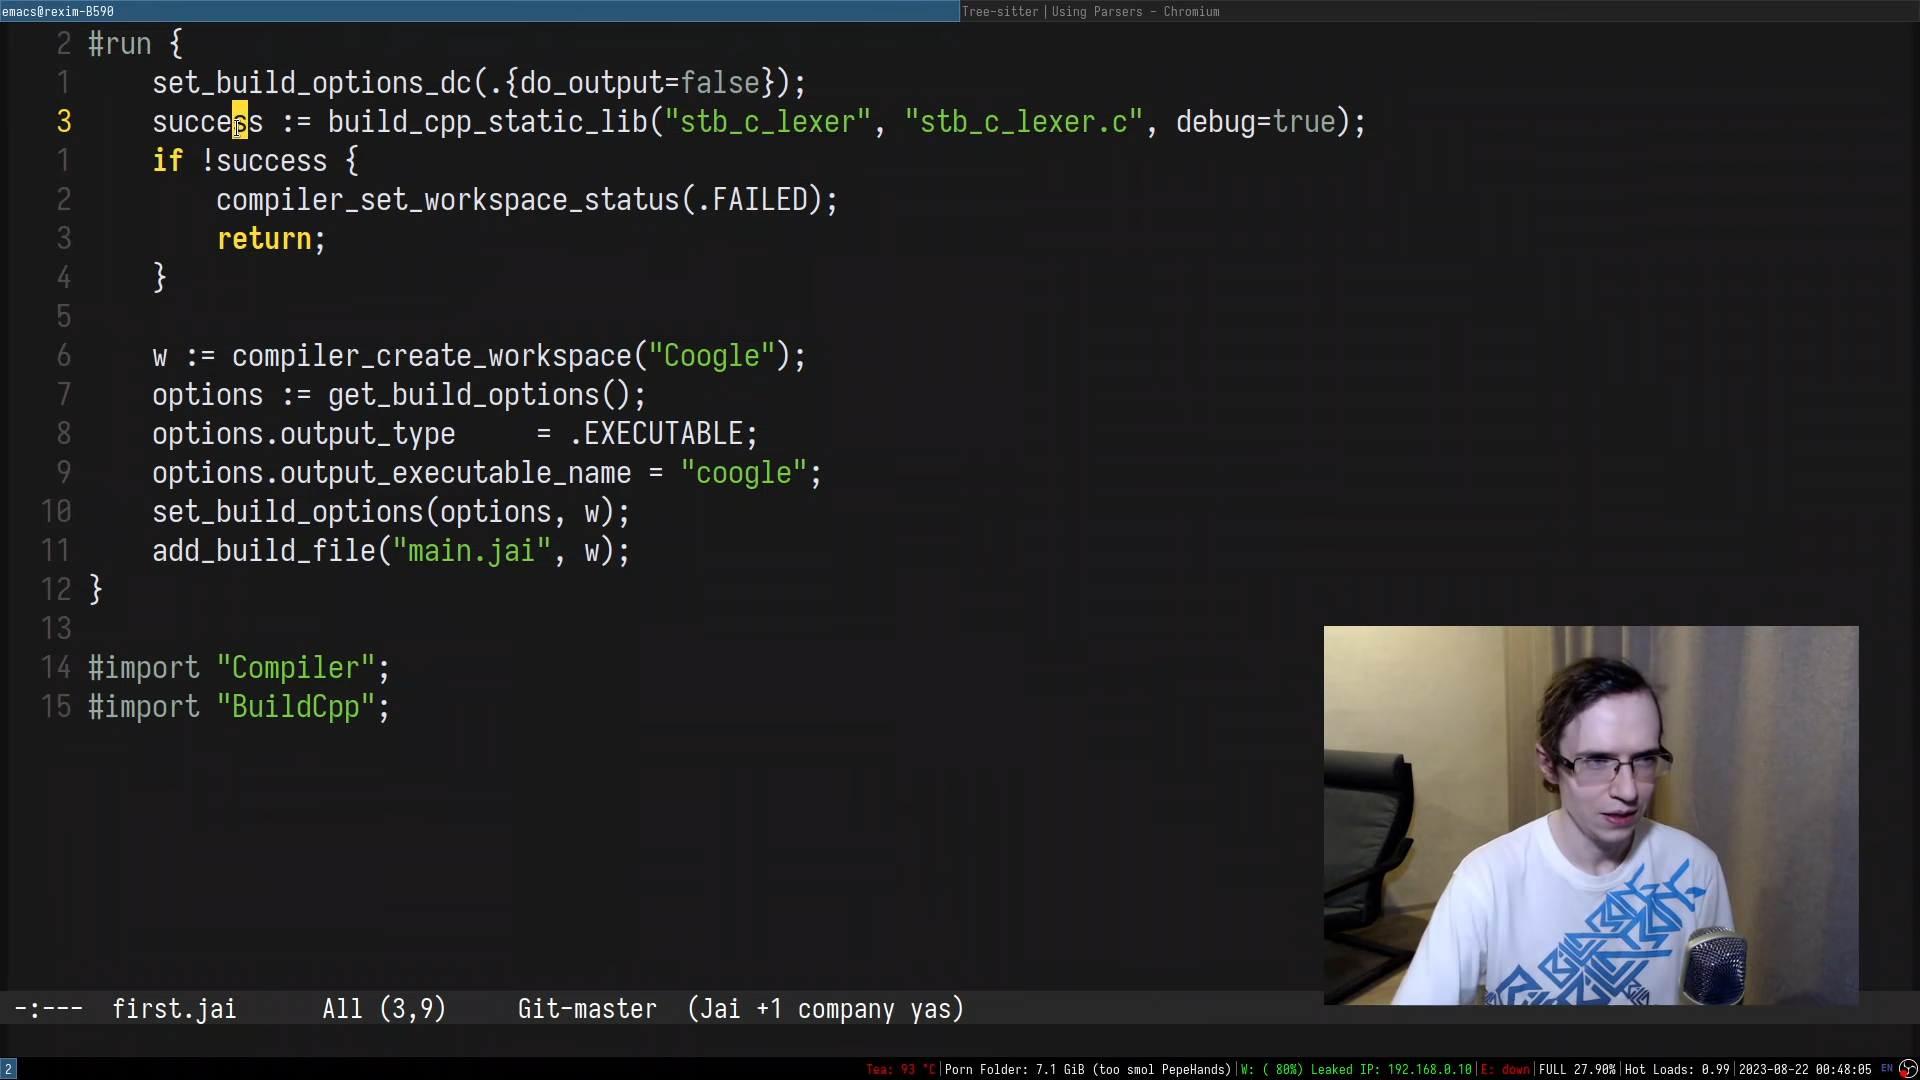 emacs@rexim-B590
Tree-sitter|Using Parsers - Chromium
2 #run {
1     set_build_options_dc(.{do_output=false});
3     success := build_cpp_static_lib("stb_c_lexer", "stb_c_lexer.c", debug=true);
1     if !success {
2         compiler_set_workspace_status(.FAILED);
3         return;
4     }
5
6     w := compiler_create_workspace("Coogle");
7     options := get_build_options();
8     options.output_type     = .EXECUTABLE;
9     options.output_executable_name = "coogle";
10     set_build_options(options, w);
11     add_build_file("main.jai", w);
12 }
13
14 #import "Compiler";
15 #import "BuildCpp";
-:---  first.jai      All (3,9)     Git-master  (Jai +1 company yas)
2
Tea: 93 °C|Porn Folder: 7.1 GiB (too smol PepeHands)|W: ( 80%) Leaked IP: 192.168.0.10|E: down|FULL 27.90%|Hot Loads: 0.99|2023-08-22 00:48:05 EN